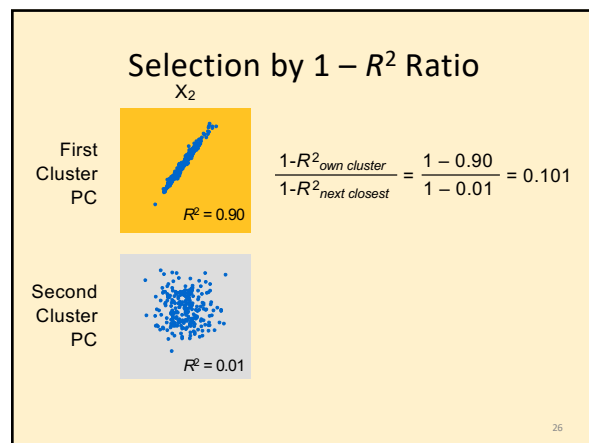 Selection by 1 – R² Ratio
X₂
First
Cluster
PC
R² = 0.90
1-R²own cluster / 1-R²next closest = 1 – 0.90 / 1 – 0.01 = 0.101
Second
Cluster
PC
R² = 0.01
26